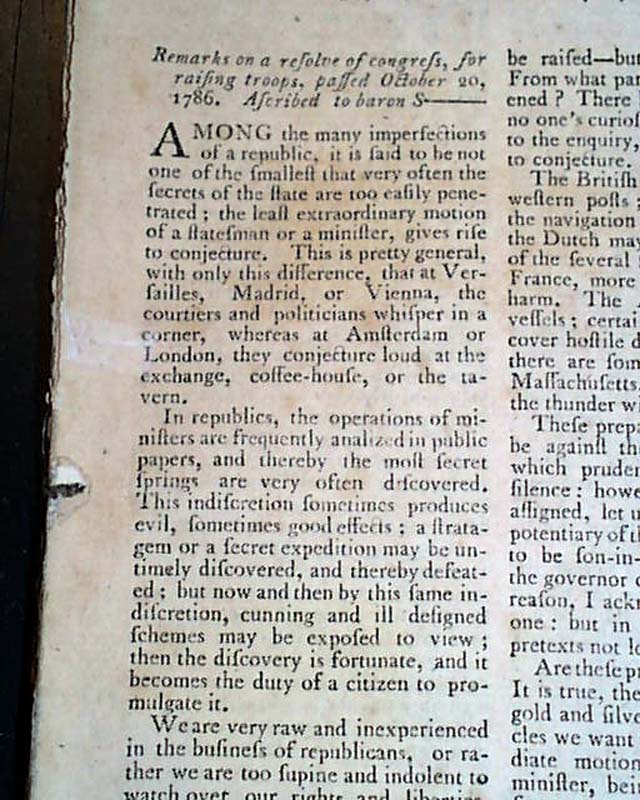 Remarks on a reſolve of congreſs, for
raiſing troops, paſſed October 20,
1786. Aſcribed to baron S———
AMONG the many imperfections
of a republic, it is ſaid to be not
one of the ſmalleſt that very often the
ſecrets of the ſtate are too eaſily pene-
trated ; the leaſt extraordinary motion
of a ſtateſman or a miniſter, gives riſe
to conjecture. This is pretty general,
with only this difference, that at Ver-
ſailles, Madrid, or Vienna, the
courtiers and politicians whiſper in a
corner, whereas at Amſterdam or
London, they conjecture loud at the
exchange, coffee-houſe, or the ta-
vern.
In republics, the operations of mi-
niſters are frequently analized in public
papers, and thereby the moſt ſecret
ſprings are very often diſcovered.
This indiſcretion ſometimes produces
evil, ſometimes good effects ; a ſtrata-
gem or a ſecret expedition may be un-
timely diſcovered, and thereby defeat-
ed ; but now and then by this ſame in-
diſcretion, cunning and ill deſigned
ſchemes may be expoſed to view ;
then the diſcovery is fortunate, and it
becomes the duty of a citizen to pro-
mulgate it.
We are very raw and inexperienced
in the buſineſs of republicans, or ra-
ther we are too ſupine and indolent to
watch over our rights and liberties.
be raiſed—but
From what par
ened ? There
no one's curioſ
to the enquiry,
to conjecture.
The Britiſh
weſtern poſts ;
the navigation
the Dutch may
of the ſeveral
France, more
harm. The
veſſels ; certai
cover hoſtile d
there are ſom
Maſſachuſetts,
the thunder wi
Theſe prepa
be againſt th
which pruden
ſilence : howe
aſſigned, let u
potentiary of th
to be ſon-in-
the governor o
reaſon, I ack
one : but in
pretexts not le
Are theſe pr
It is true, the
gold and ſilve
cles we want
diate motion
miniſter, bei